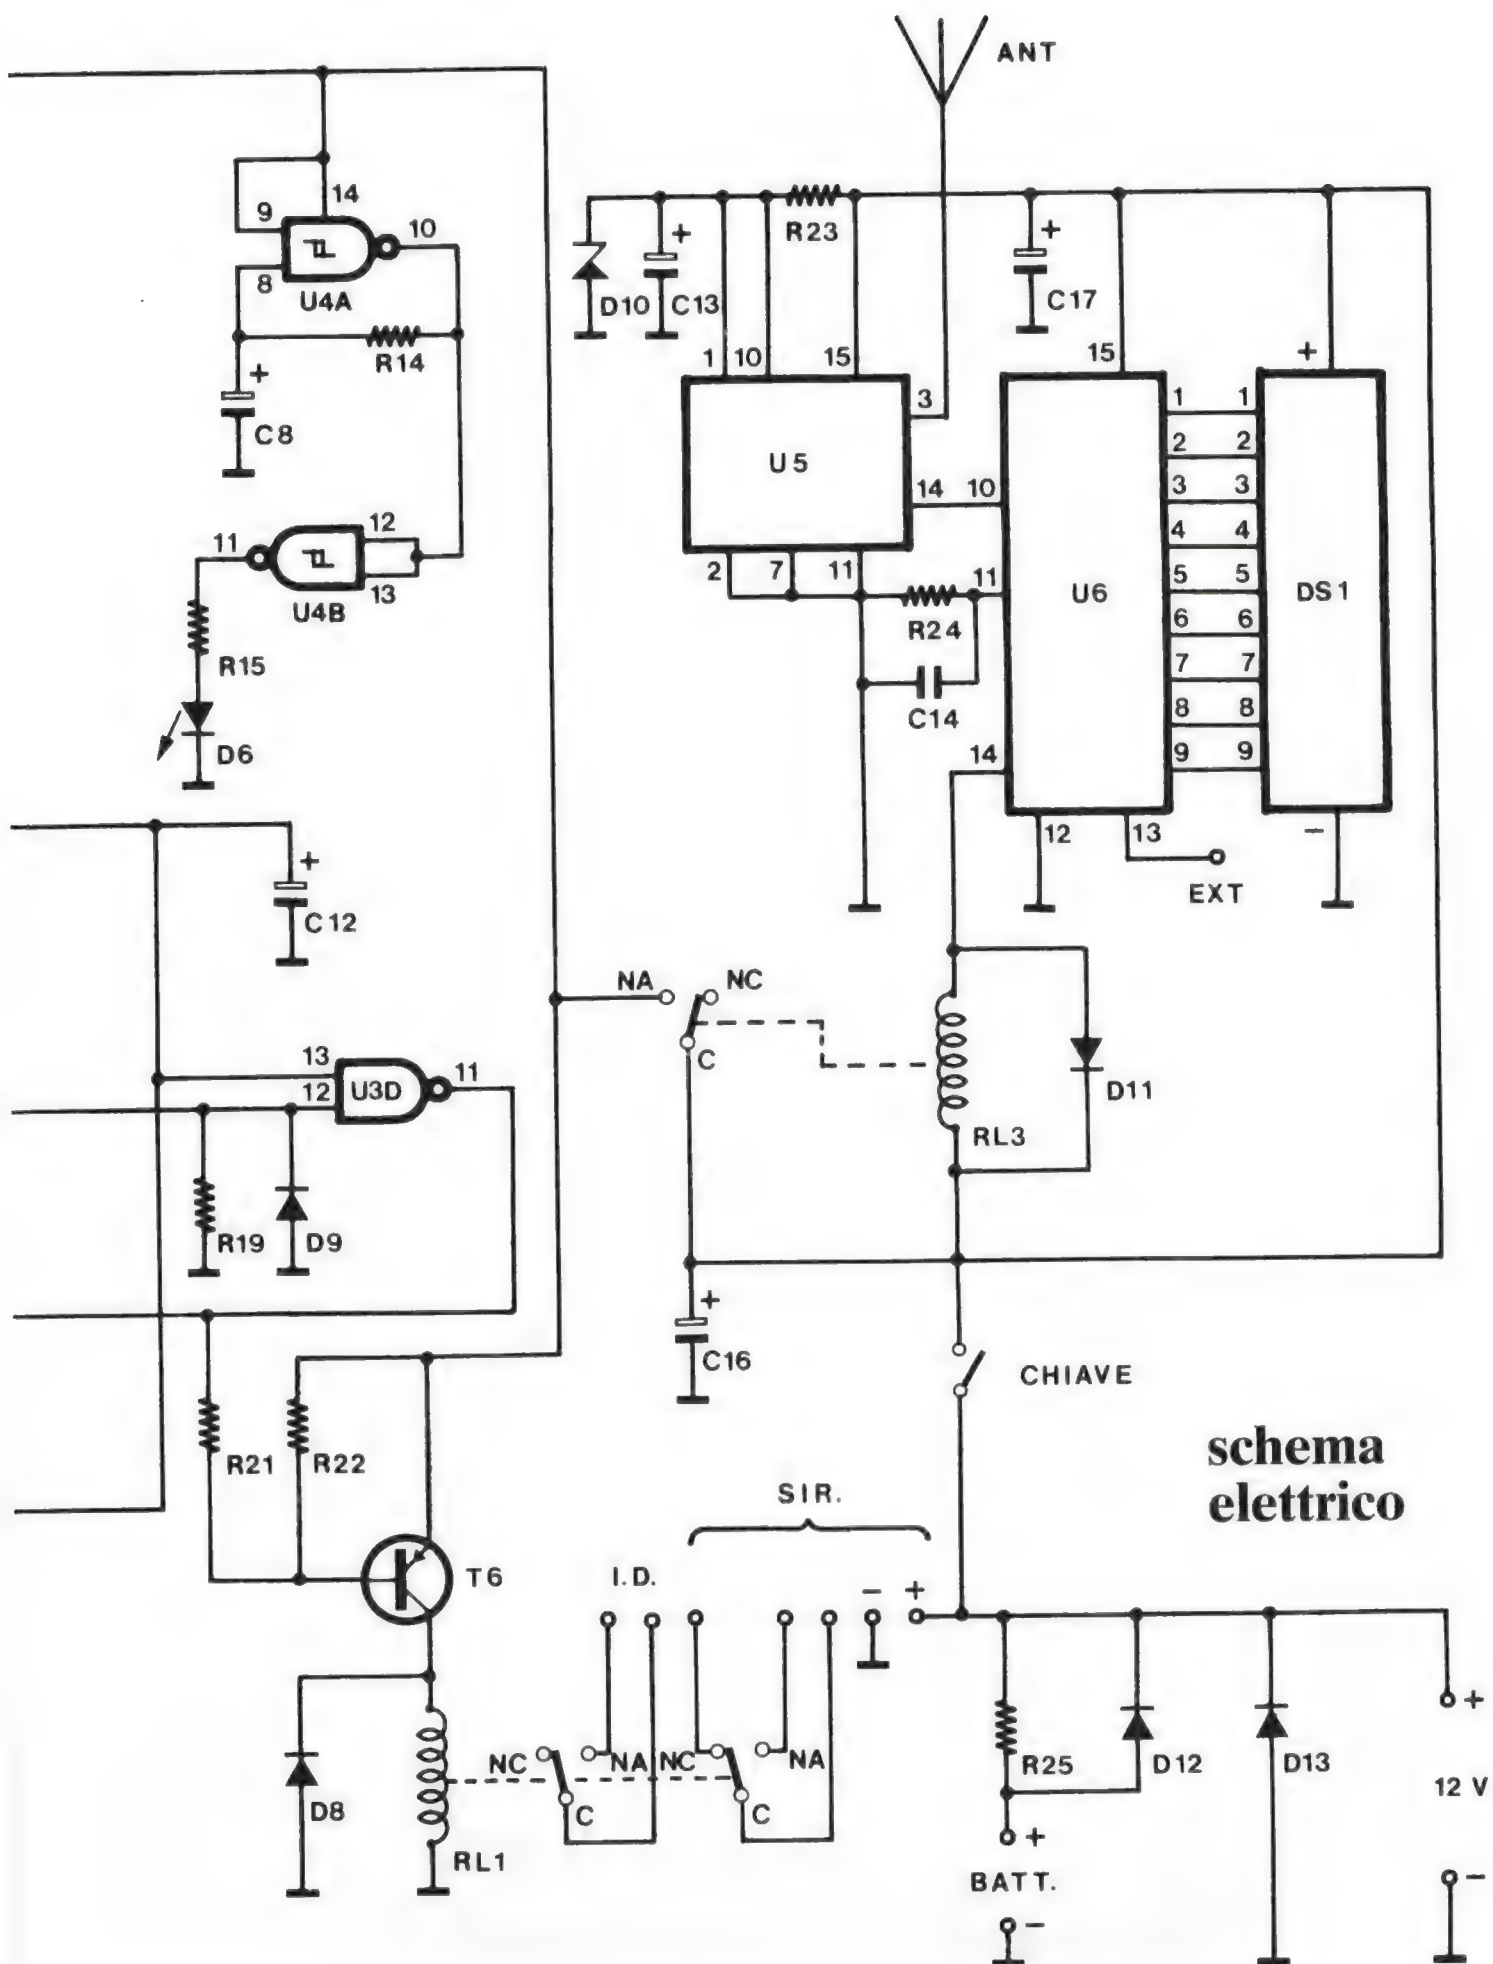 ANT
14
9
10
8
U4A
R14
+
C8
R23
+
D10
C13
+
C17
1
10
15
3
15
+
U5
14
10
2
7
11
11
R24
C14
14
U6
DS1
1
1
2
2
3
3
4
4
5
5
6
6
7
7
8
8
9
9
12
13
EXT
−
11
12
13
U4B
R15
D6
+
C12
NA
NC
C
13
12
U3D
11
R19
D9
RL3
D11
+
C16
CHIAVE
R21
R22
T6
schema
elettrico
SIR.
I.D.
−
+
NC
NA
NC
NA
C
C
D8
RL1
R25
D12
D13
+
12 V
−
+
BATT.
−